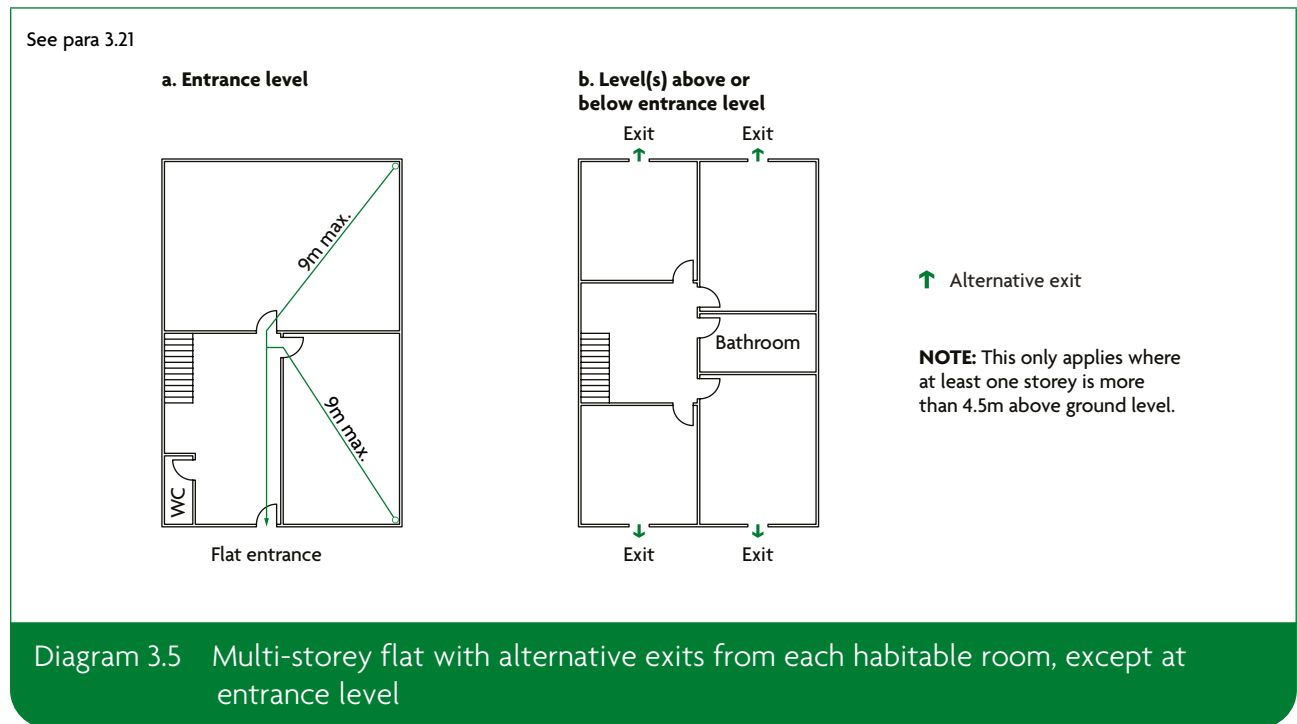 See para 3.21
a. Entrance level
9m max.
9m max.
WC
Flat entrance
b. Level(s) above or
below entrance level
Exit Exit
Bathroom
Exit Exit
Alternative exit
NOTE: This only applies where
at least one storey is more
than 4.5m above ground level.
Diagram 3.5 Multi-storey flat with alternative exits from each habitable room, except at
entrance level